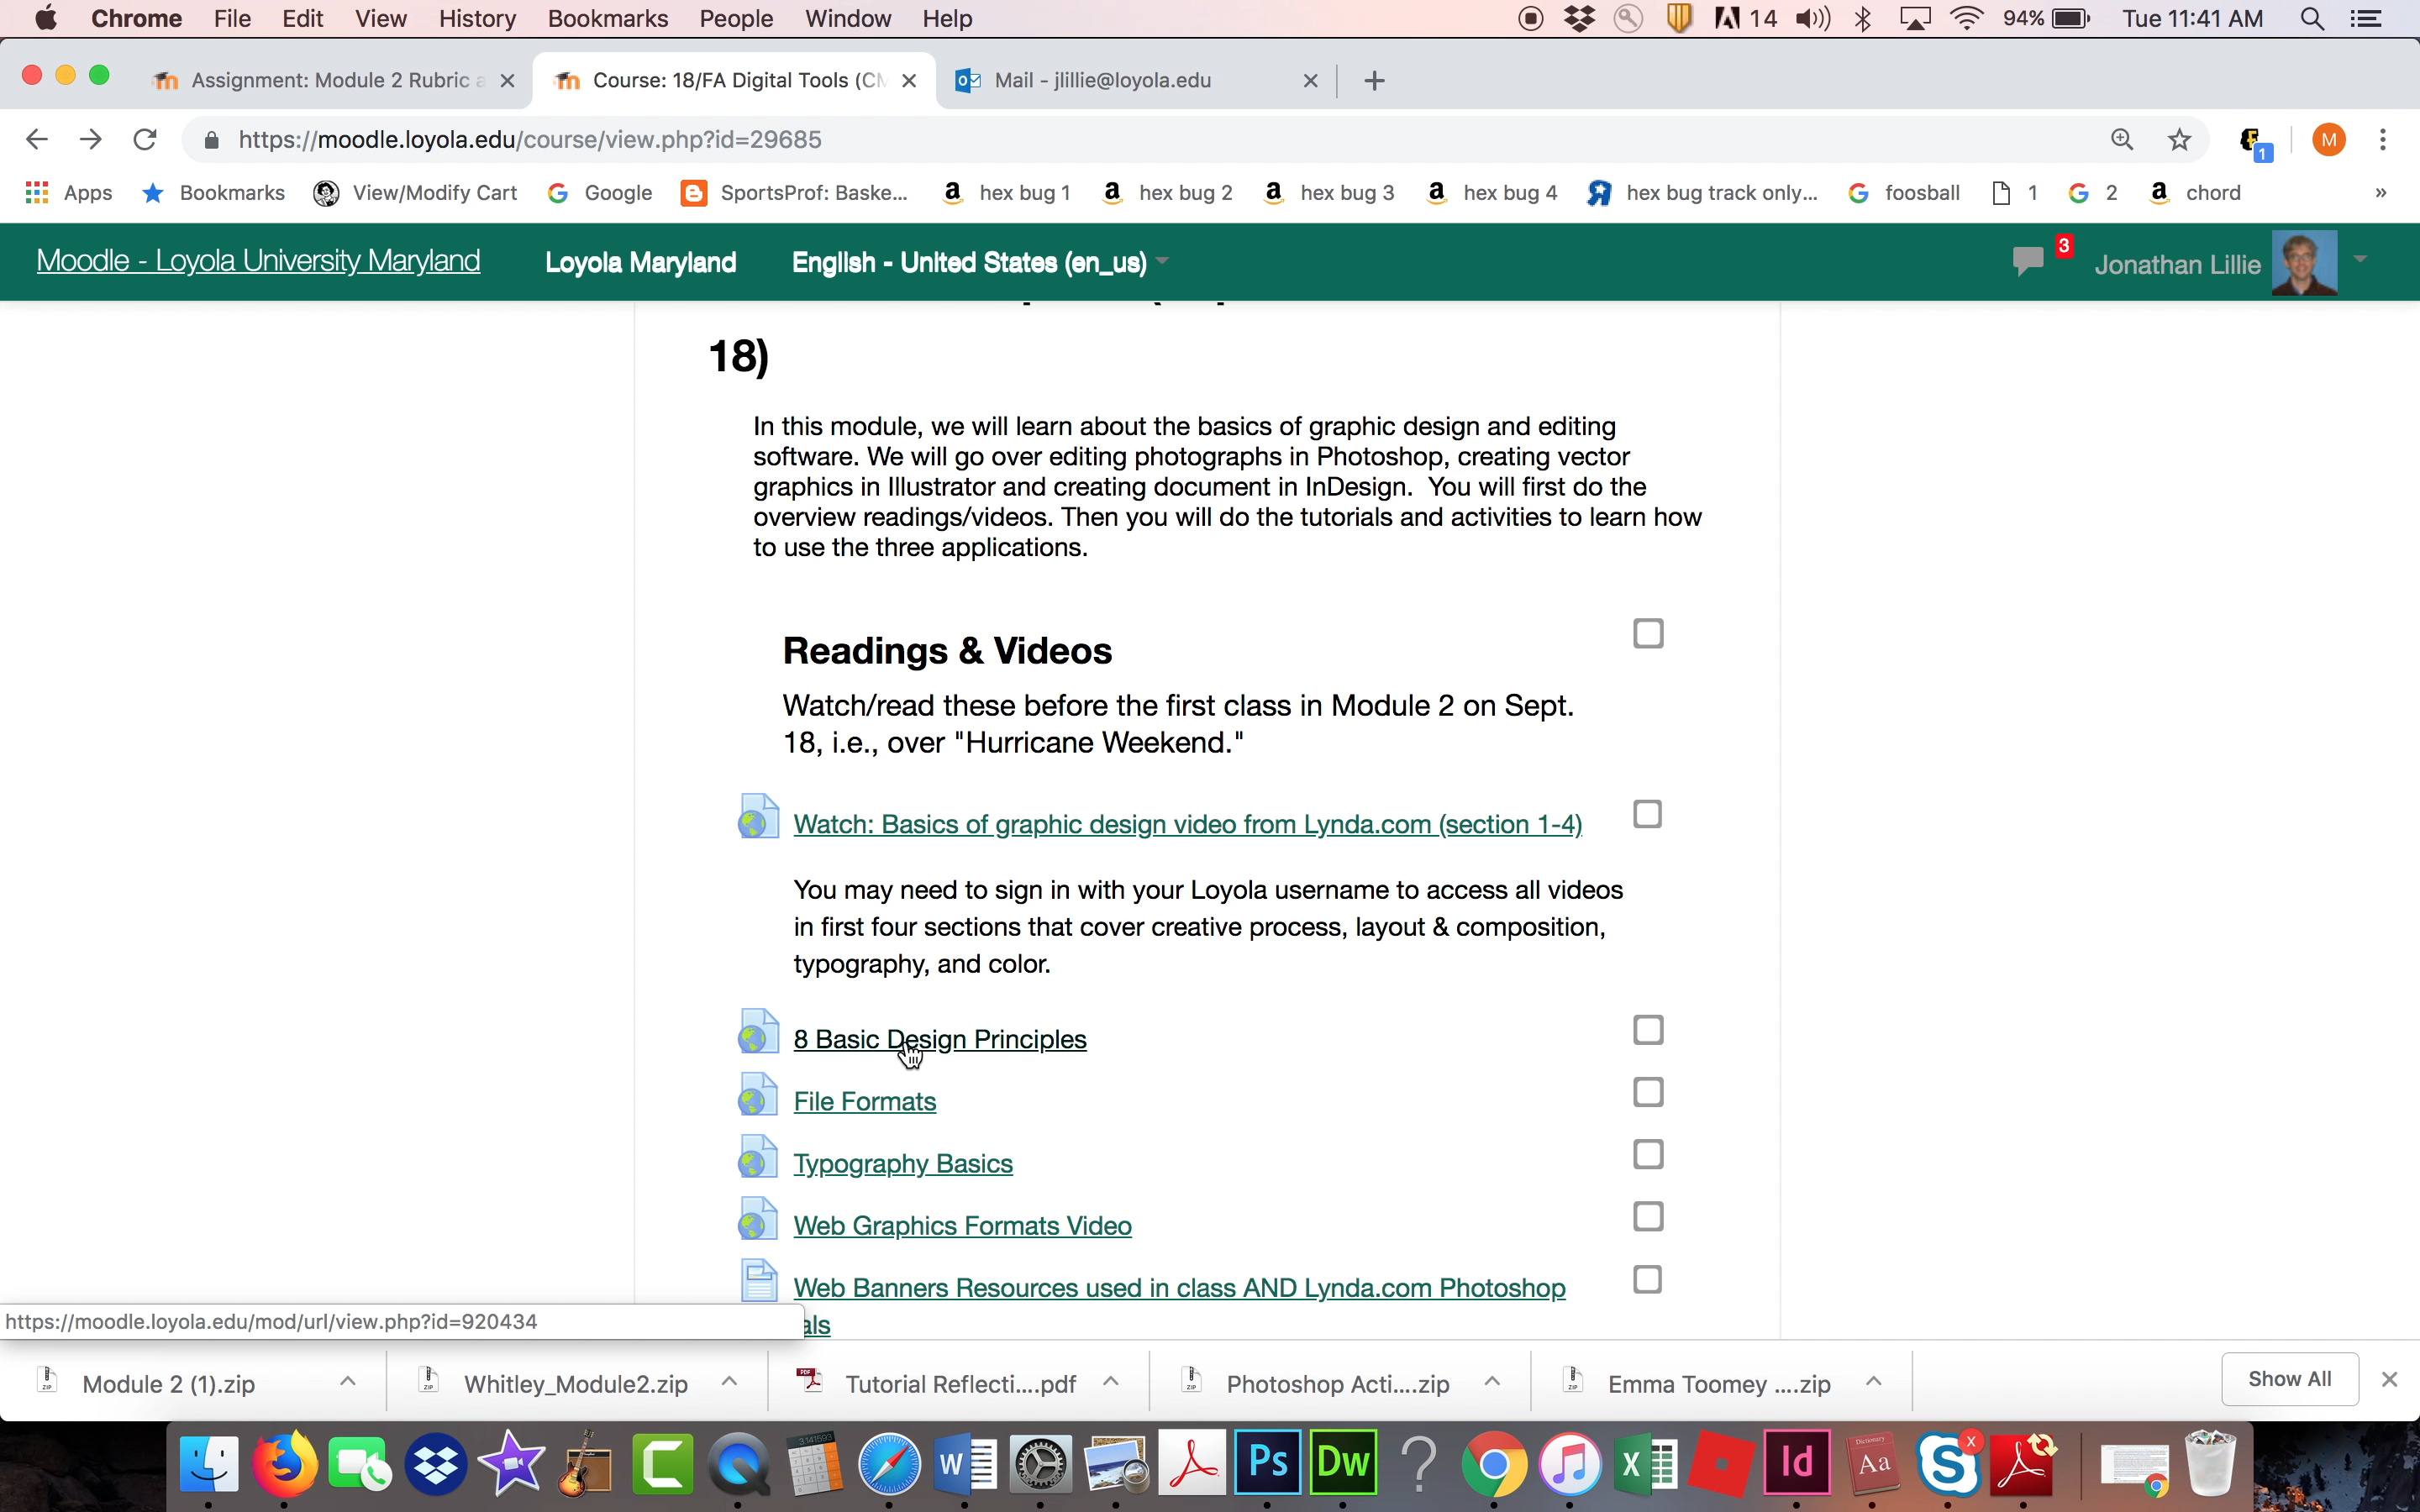 Chrome File Edit View History Bookmarks People Window Help 14 94% Tue 11:41 AM
Assignment: Module 2 Rubric a Course: 18/FA Digital Tools (CM Mail - jlillie@loyola.edu
https://moodle.loyola.edu/course/view.php?id=29685 1 M
Apps Bookmarks View/Modify Cart Google SportsProf: Baske... hex bug 1 hex bug 2 hex bug 3 hex bug 4 hex bug track only... foosball 1 2 chord »
Moodle - Loyola University Maryland Loyola Maryland English - United States (en_us) 3 Jonathan Lillie
18)
In this module, we will learn about the basics of graphic design and editing
software. We will go over editing photographs in Photoshop, creating vector
graphics in Illustrator and creating document in InDesign. You will first do the
overview readings/videos. Then you will do the tutorials and activities to learn how
to use the three applications.
Readings & Videos
Watch/read these before the first class in Module 2 on Sept.
18, i.e., over "Hurricane Weekend."
Watch: Basics of graphic design video from Lynda.com (section 1-4)
You may need to sign in with your Loyola username to access all videos
in first four sections that cover creative process, layout & composition,
typography, and color.
8 Basic Design Principles
File Formats
Typography Basics
Web Graphics Formats Video
Web Banners Resources used in class AND Lynda.com Photoshop
als
https://moodle.loyola.edu/mod/url/view.php?id=920434
Module 2 (1).zip Whitley_Module2.zip Tutorial Reflecti....pdf Photoshop Acti....zip Emma Toomey ....zip Show All
3.141593 W Ps Dw ? X Id Dictionary Aa S x